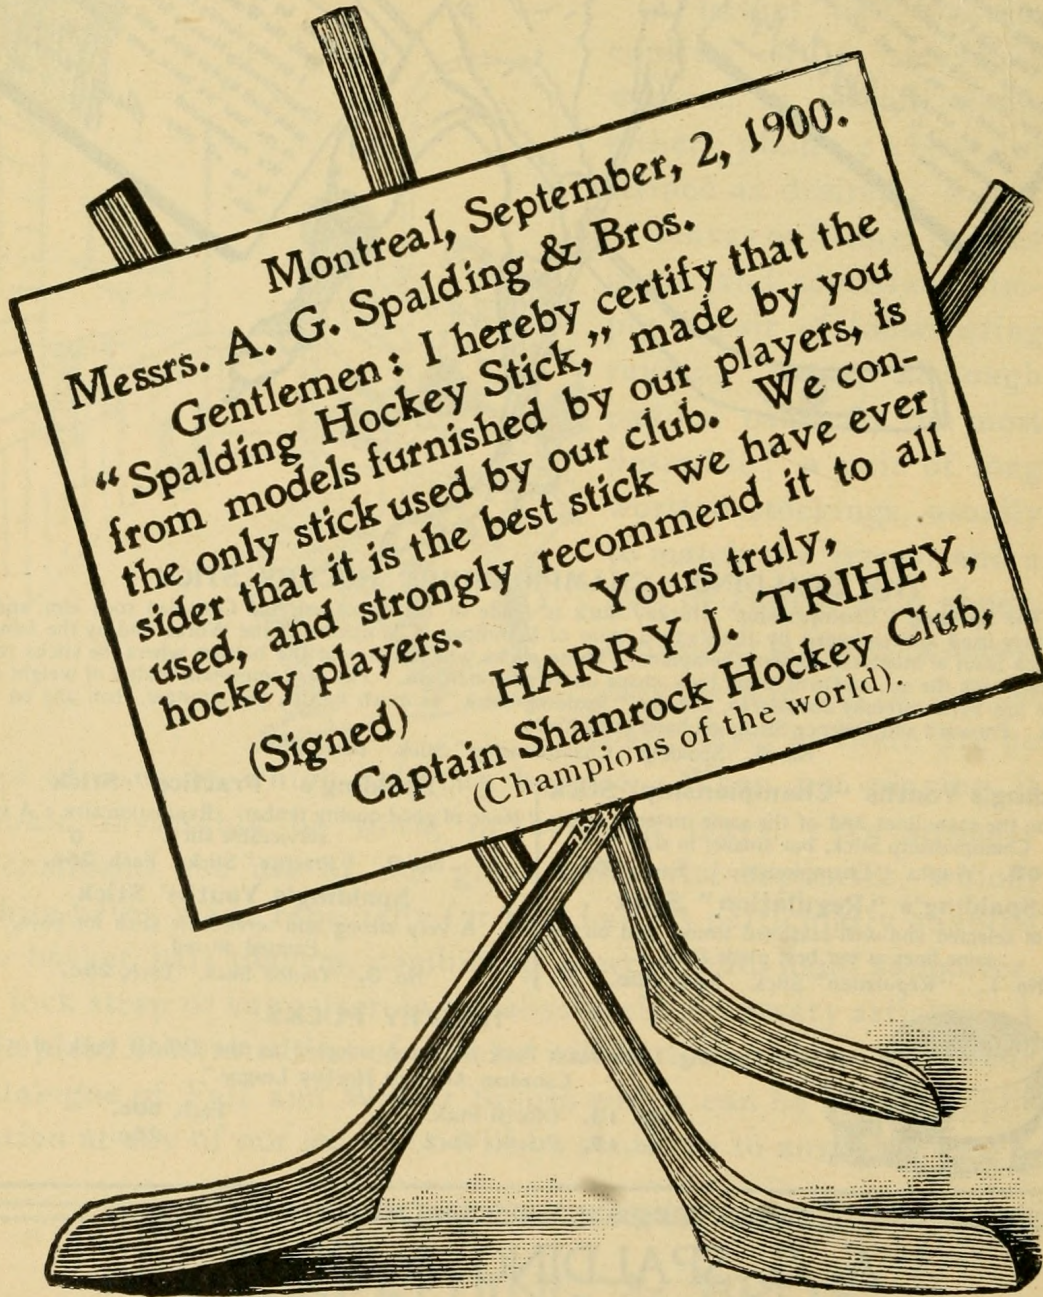 Montreal, September, 2, 1900.
Messrs. A. G. Spalding & Bros.
Gentlemen: I hereby certify that the
“Spalding Hockey Stick,” made by you
from models furnished by our players, is
the only stick used by our club. We con-
sider that it is the best stick we have ever
used, and strongly recommend it to all
hockey players.
Yours truly,
(Signed) HARRY J. TRIHEY,
Captain Shamrock Hockey Club,
(Champions of the world).